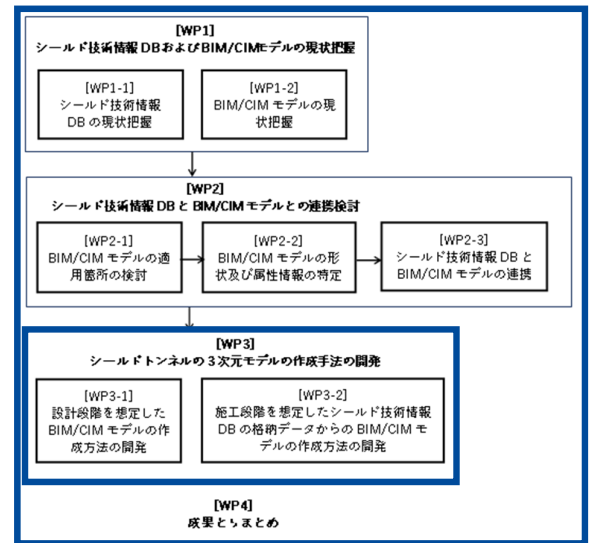 [WP1]
シールド技術情報DBおよびBIM/CIMモデルの現状把握
[WP1-1]
シールド技術情報
DBの現状把握
[WP1-2]
BIM/CIMモデルの現
状把握
[WP2]
シールド技術情報DBとBIM/CIMモデルとの連携検討
[WP2-1]
BIM/CIMモデルの適
用箇所の検討
[WP2-2]
BIM/CIMモデルの形
状及び属性情報の特定
[WP2-3]
シールド技術情報DBと
BIM/CIMモデルの連携
[WP3]
シールドトンネルの3次元モデルの作成手法の開発
[WP3-1]
設計段階を想定した
BIM/CIMモデルの作
成方法の開発
[WP3-2]
施工段階を想定したシールド技術情報
DBの格納データからのBIM/CIMモ
デルの作成方法の開発
[WP4]
成果とりまとめ